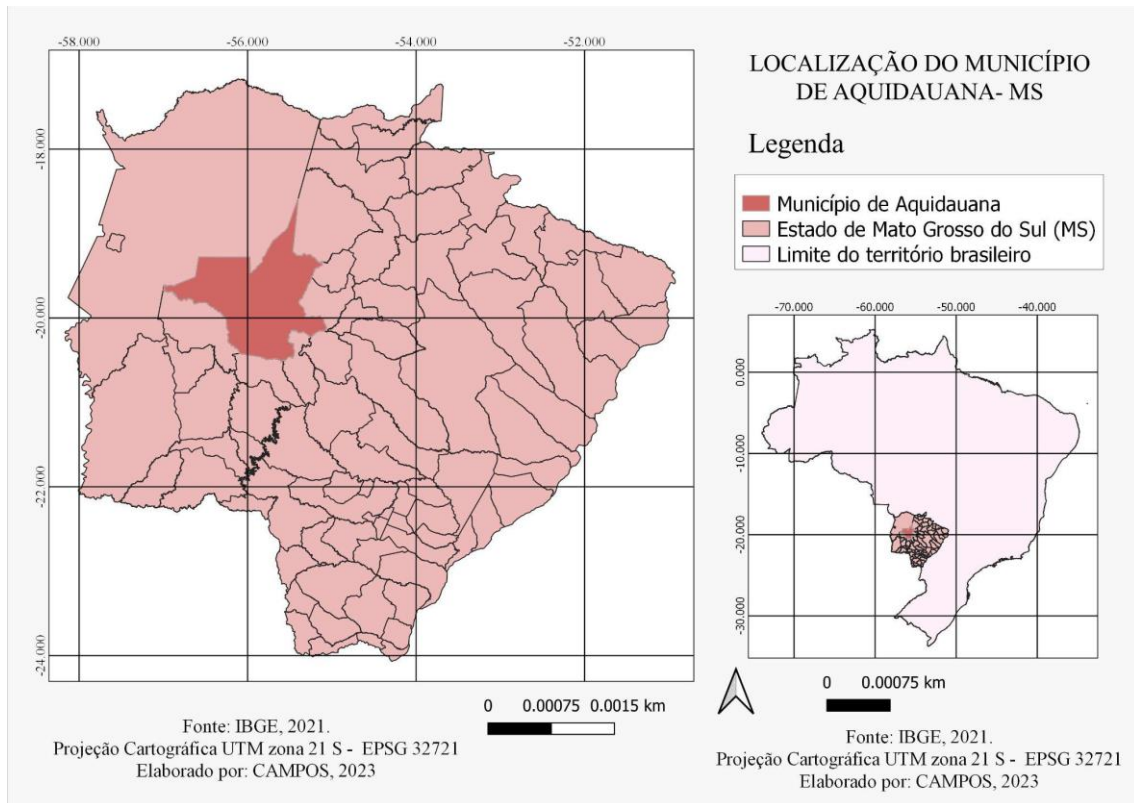 -58.000 -56.000 -54.000 -52.000
-18.000
-20.000
-22.000
-24.000
0 0.00075 0.0015 km
Fonte: IBGE, 2021.
Projeção Cartográfica UTM zona 21 S - EPSG 32721
Elaborado por: CAMPOS, 2023
LOCALIZAÇÃO DO MUNICÍPIO
DE AQUIDAUANA- MS
Legenda
Município de Aquidauana
Estado de Mato Grosso do Sul (MS)
Limite do território brasileiro
-70.000 -60.000 -50.000 -40.000
0.000
-10.000
-20.000
-30.000
0 0.00075 km
Fonte: IBGE, 2021.
Projeção Cartográfica UTM zona 21 S - EPSG 32721
Elaborado por: CAMPOS, 2023